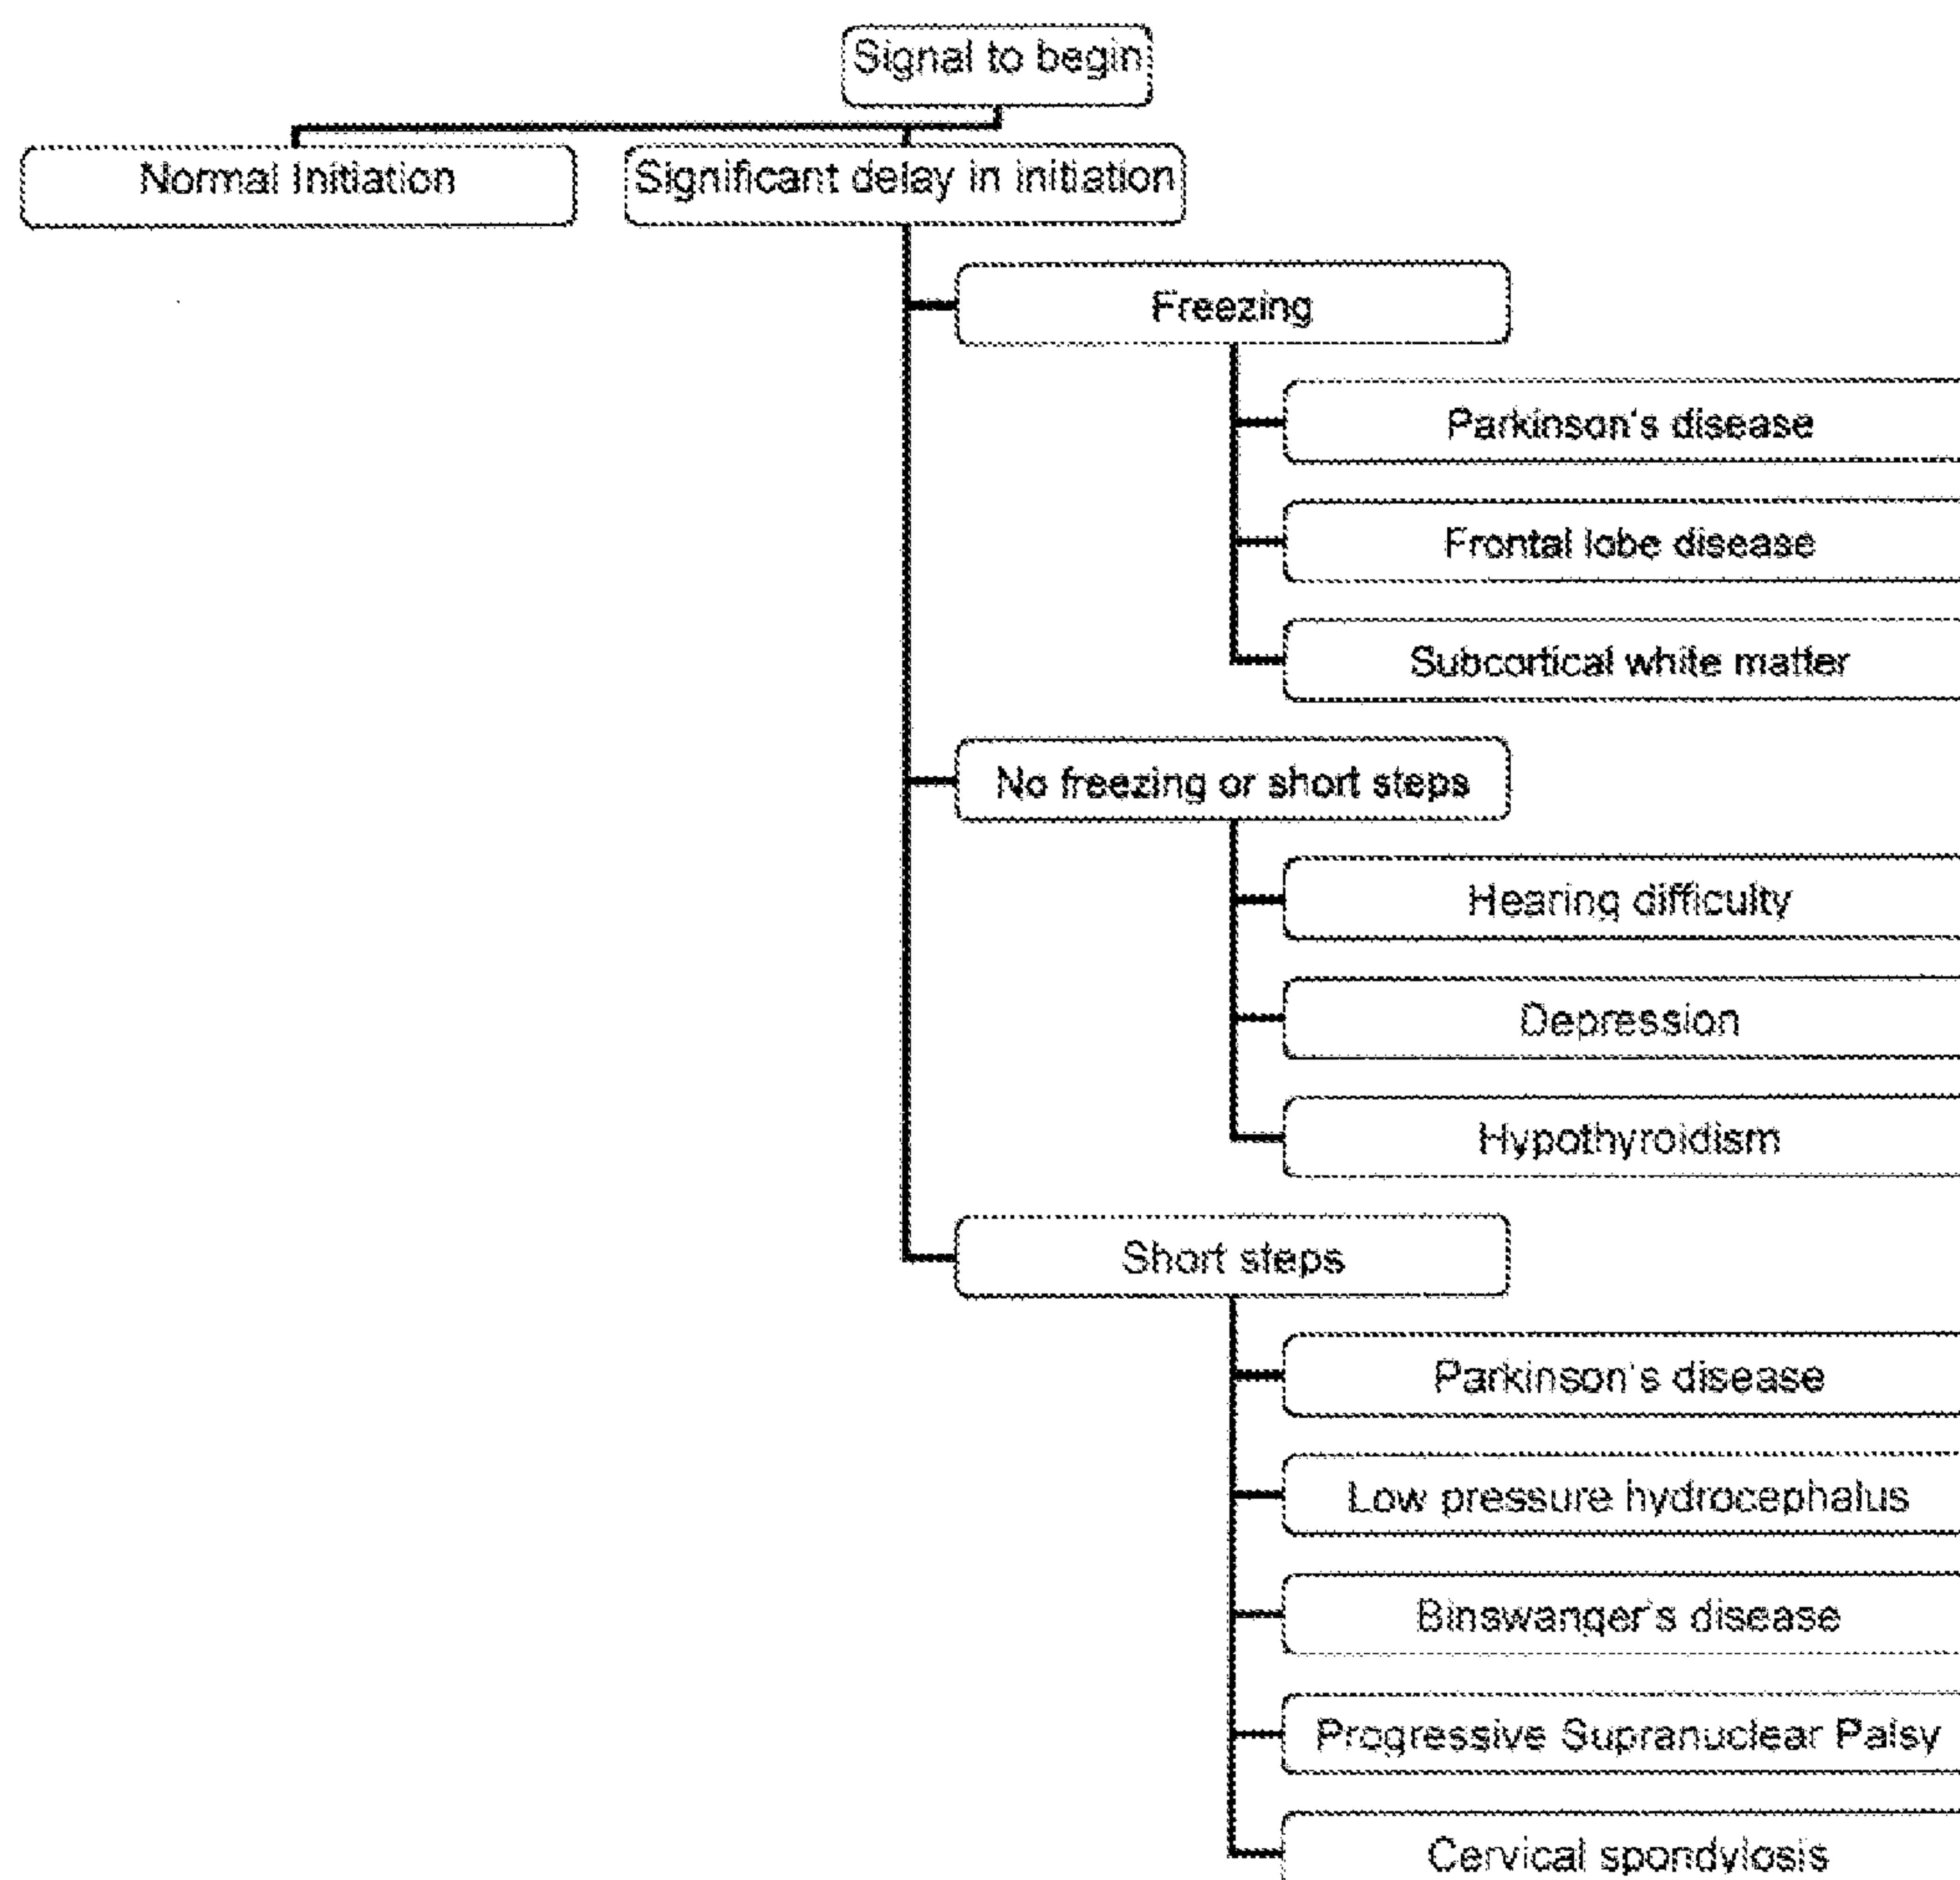 Signal to begin
Normal Initiation
Significant delay in initiation
Freezing
Parkinson's disease
Frontal lobe disease
Subcortical white matter
No freezing or short steps
Hearing difficulty
Depression
Hypothyroidism
Short steps
Parkinson's disease
Low pressure hydrocephalus
Binswanger's disease
Progressive Supranuclear Palsy
Cervical spondylosis